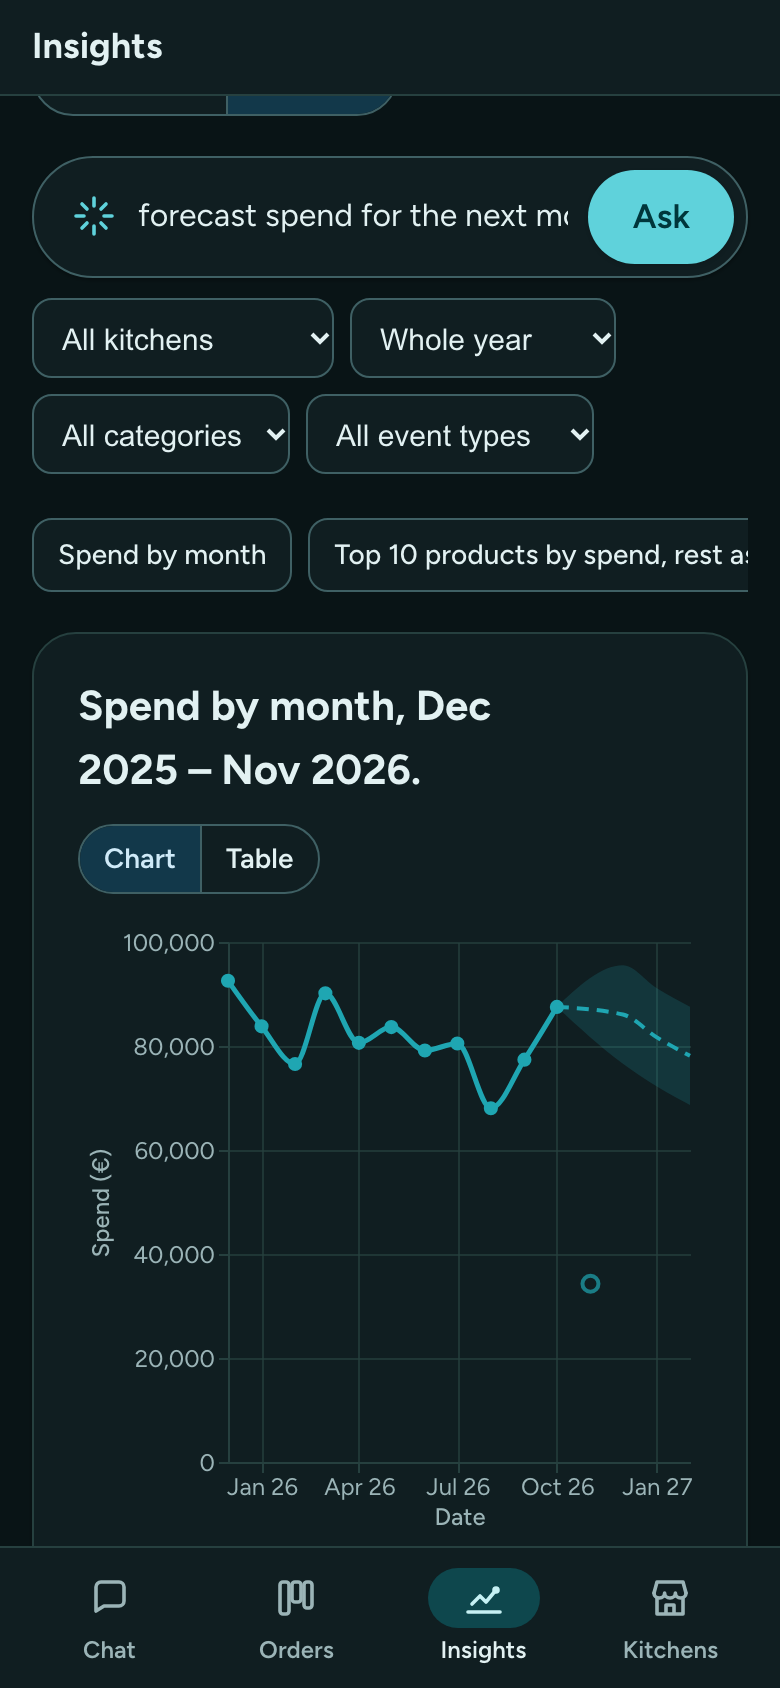 Insights
forecast spend for the next
Ask
All kitchens
Whole year
All categories
All event types
Spend by month
Top 10 products by spend, rest as
Spend by month, Dec
2025 – Nov 2026.
Chart
Table
100,000
80,000
60,000
40,000
20,000
0
Spend (€)
Jan 26
Apr 26
Jul 26
Oct 26
Jan 27
Date
Chat
Orders
Insights
Kitchens